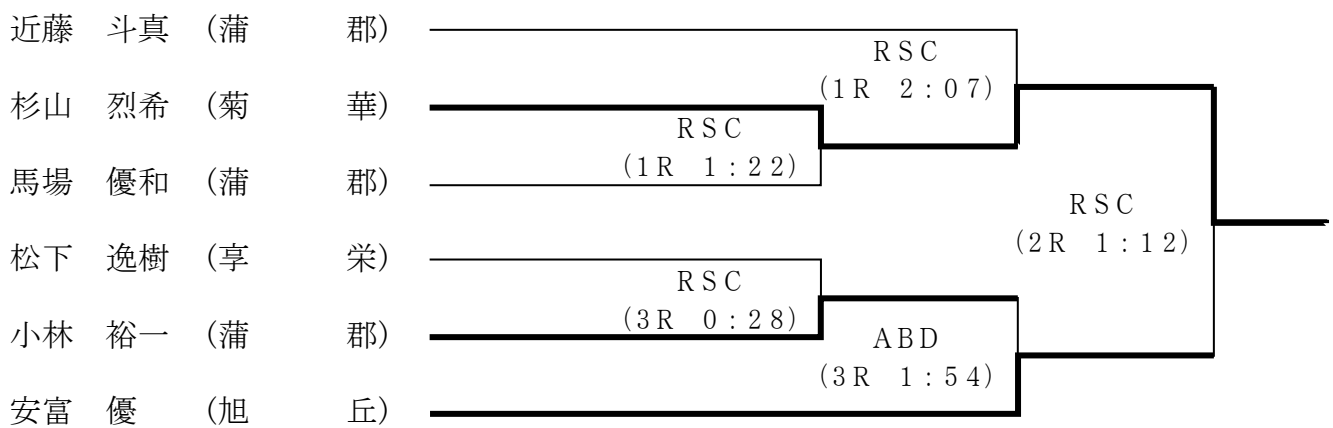 近藤　斗真　(蒲　　　郡)
RSC
(1R 2:07)
杉山　烈希　(菊　　　華)
RSC
(1R 1:22)
馬場　優和　(蒲　　　郡)
RSC
(2R 1:12)
松下　逸樹　(享　　　栄)
RSC
(3R 0:28)
小林　裕一　(蒲　　　郡)
ABD
(3R 1:54)
安富　優　　(旭　　　丘)